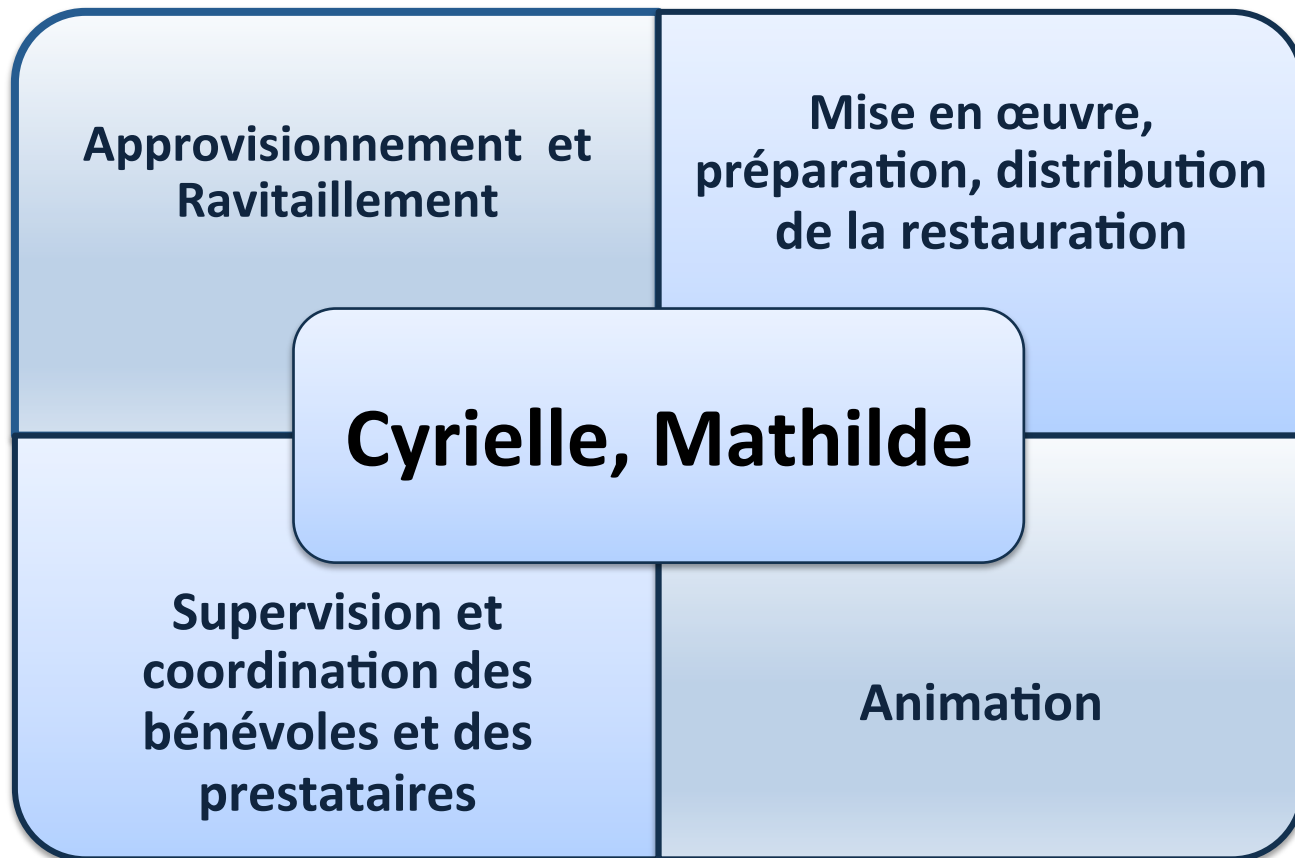 Approvisionnement et
Ravitaillement
Mise en œuvre,
préparation, distribution
de la restauration
Cyrielle, Mathilde
Supervision et
coordination des
bénévoles et des
prestataires
Animation